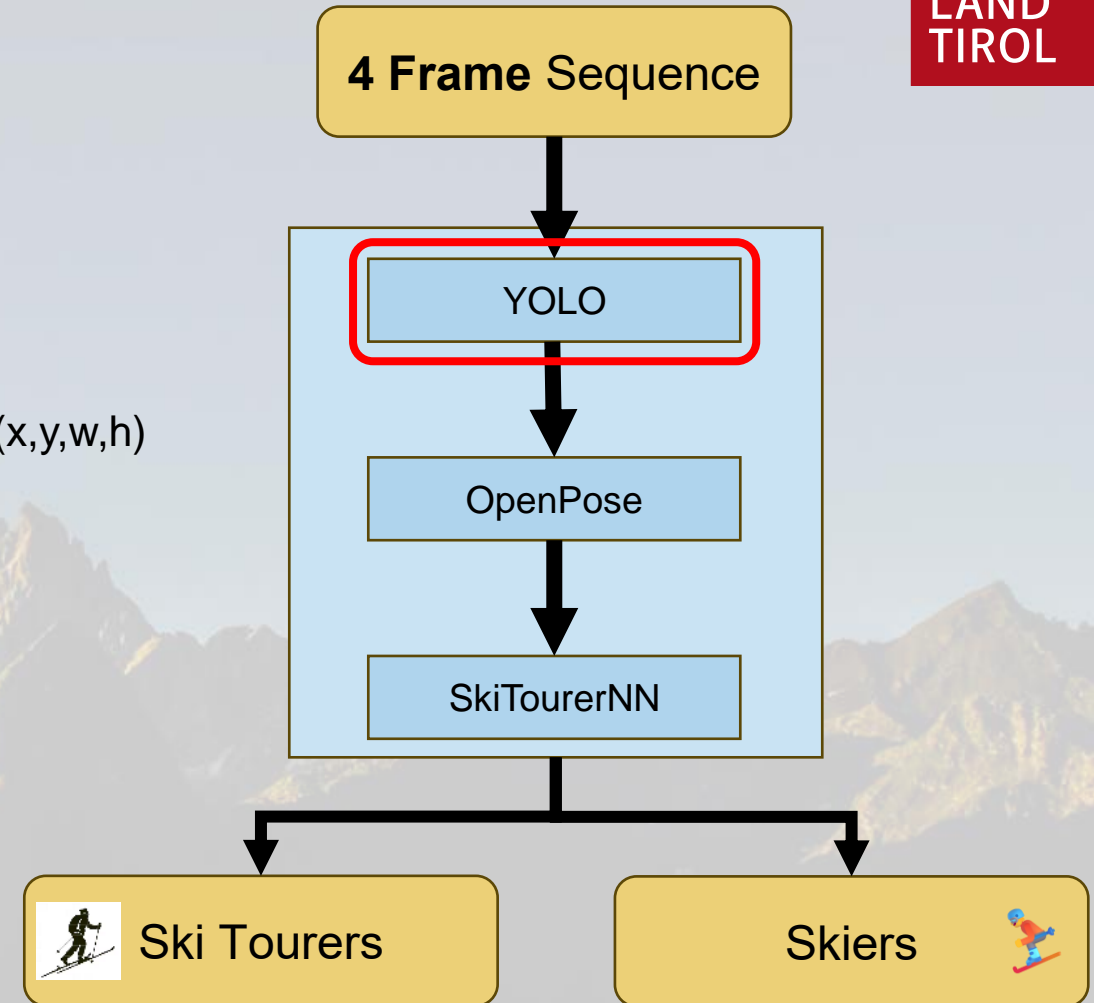 LAND
TIROL
4 Frame Sequence
YOLO
(x,y,w,h)
OpenPose
SkiTourerNN
Ski Tourers
Skiers